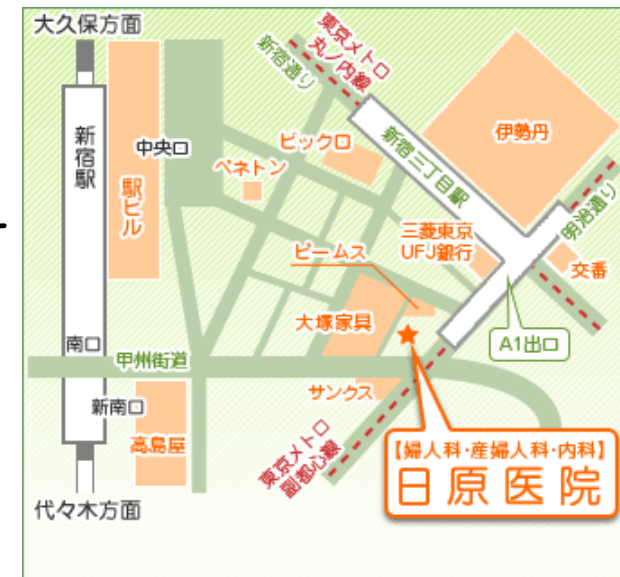 大久保方面
東京メトロ
丸ノ内線
新宿通り
新宿駅
中央口
駅ビル
ベネトン
ビックロ
新宿三丁目駅
伊勢丹
明治通り
三菱東京
UFJ銀行
交番
ビームス
大塚家具
A1出口
南口
甲州街道
サンクス
新南口
高島屋
東京メトロ
副都心線
【婦人科・産婦人科・内科】
日原医院
代々木方面